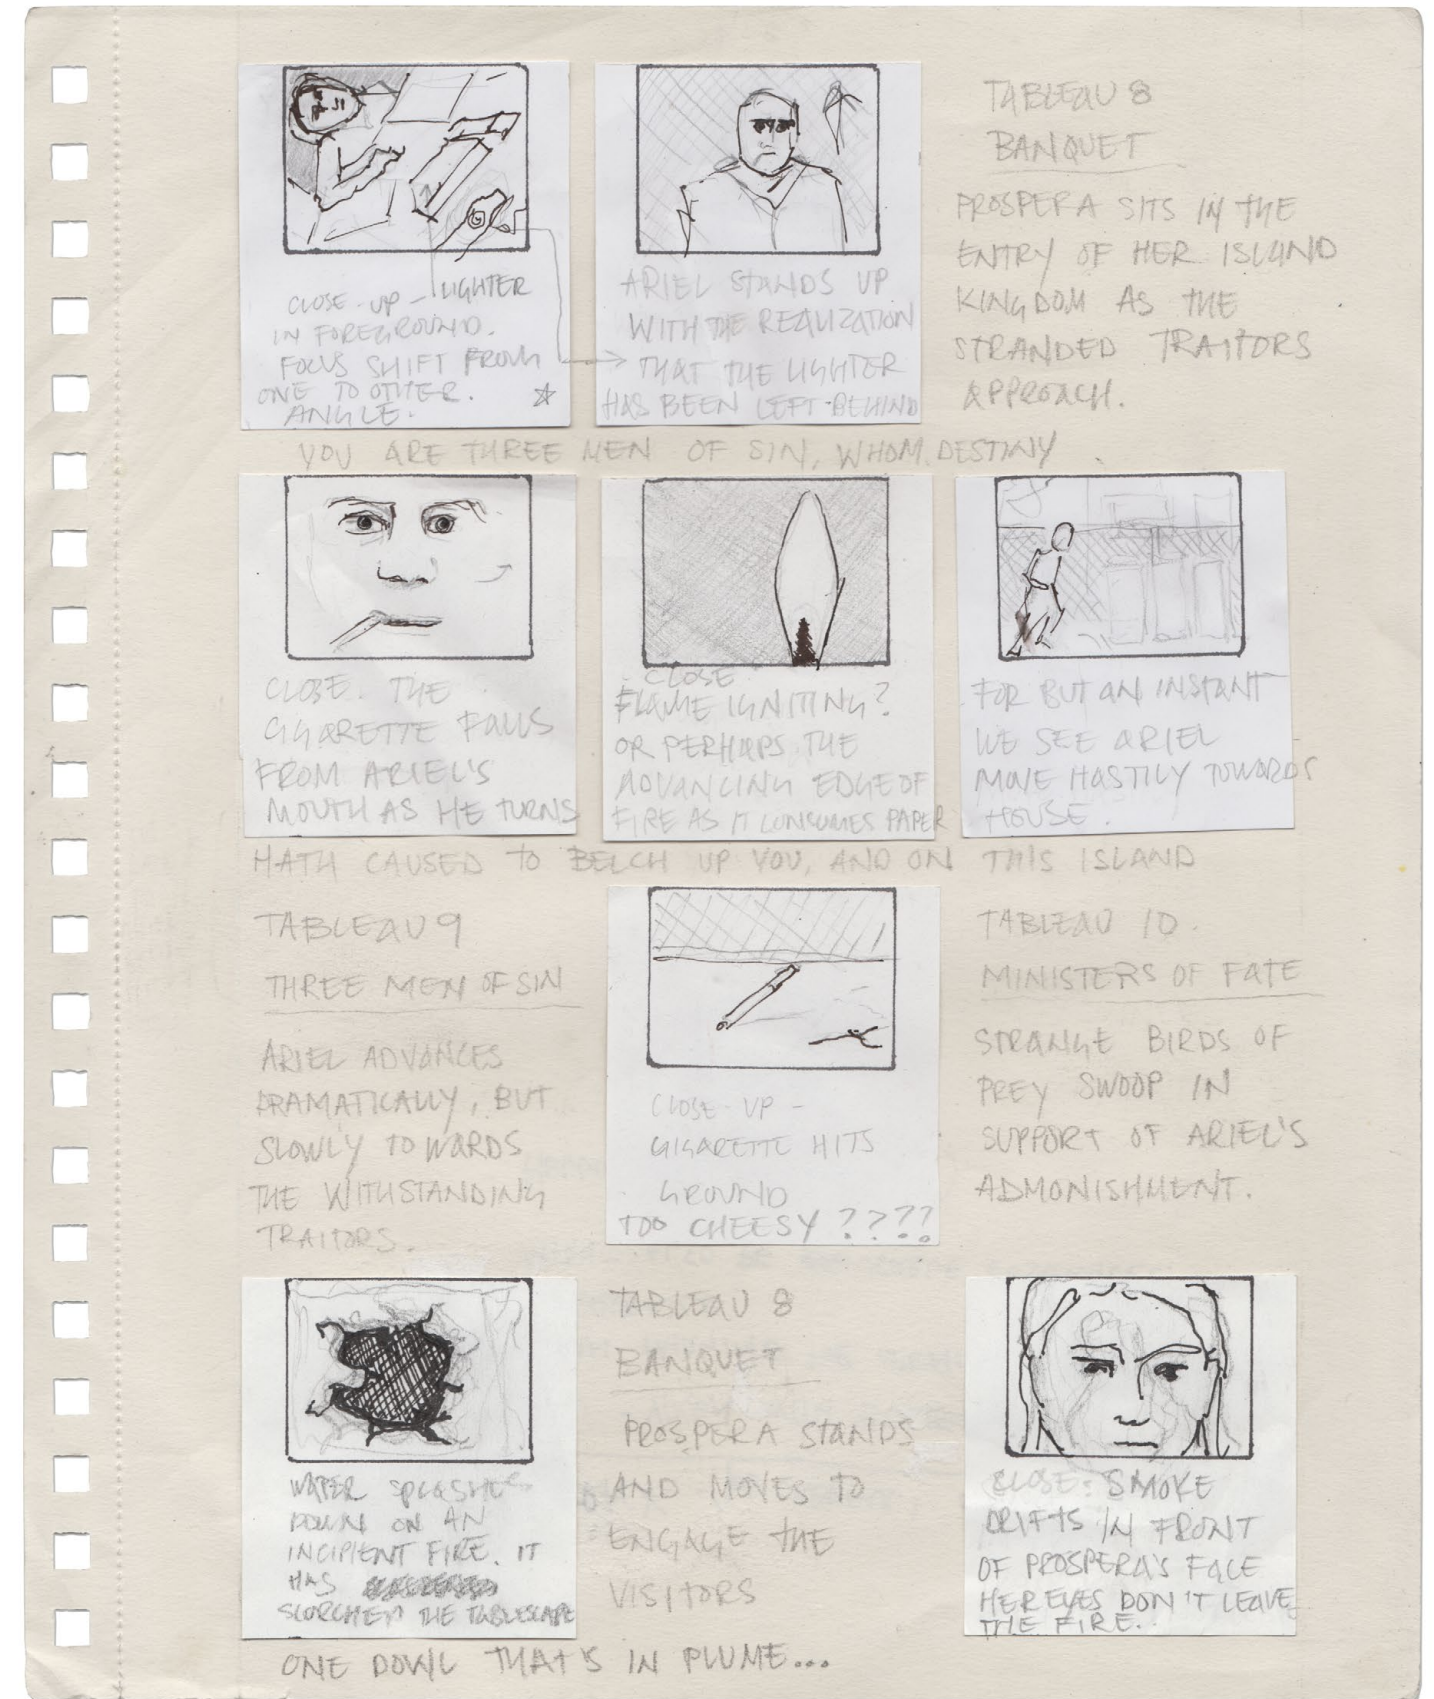 CLOSE-UP - LIGHTER
IN FOREGROUND.
FOCUS SHIFT FROM
ONE TO OTHER.
ANGLE.
ARIEL STANDS UP
WITH THE REALIZATION
THAT THE LIGHTER
HAS BEEN LEFT BEHIND
TABLEAU 8
BANQUET
PROSPERA SITS IN THE
ENTRY OF HER ISLAND
KINGDOM AS THE
STRANDED TRAITORS
APPROACH.
YOU ARE THREE MEN OF SIN, WHOM DESTINY
CLOSE. THE
CIGARETTE FALLS
FROM ARIEL'S
MOUTH AS HE TURNS
CLOSE
FLAME IGNITING?
OR PERHAPS THE
ADVANCING EDGE OF
FIRE AS IT CONSUMES PAPER
FOR BUT AN INSTANT
WE SEE ARIEL
MOVE HASTILY TOWARDS
HOUSE.
HATH CAUSED TO BELCH UP YOU, AND ON THIS ISLAND
TABLEAU 9
THREE MEN OF SIN
ARIEL ADVANCES
DRAMATICALLY, BUT
SLOWLY TOWARDS
THE WITHSTANDING
TRAITORS.
CLOSE-UP -
CIGARETTE HITS
GROUND
TOO CHEESY ????
TABLEAU 10.
MINISTERS OF FATE
STRANGE BIRDS OF
PREY SWOOP IN
SUPPORT OF ARIEL'S
ADMONISHMENT.
WATER SPLASHES
DOWN ON AN
INCIPIENT FIRE. IT
HAS
SCORCHED THE TABLESCAPE
TABLEAU 8
BANQUET
PROSPERA STANDS
AND MOVES TO
ENGAGE THE
VISITORS
CLOSE: SMOKE
DRIFTS IN FRONT
OF PROSPERA'S FACE
HER EYES DON'T LEAVE
THE FIRE..
ONE DOWL THAT'S IN PLUME...